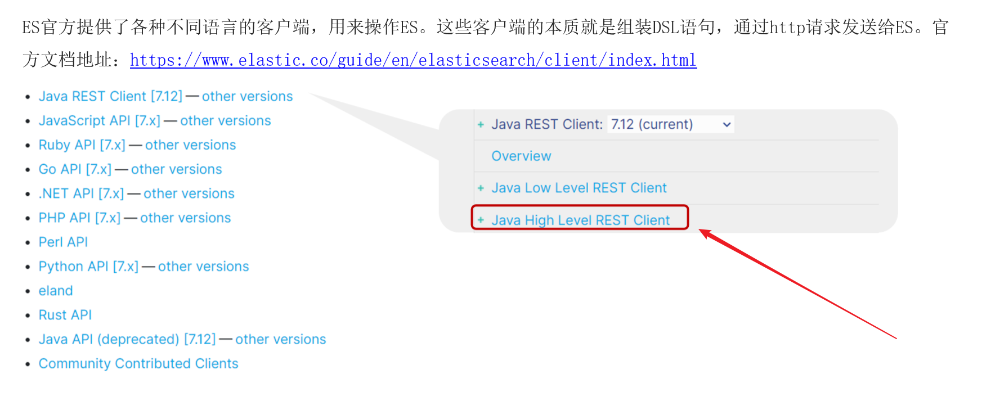 ES官方提供了各种不同语言的客户端，用来操作ES。这些客户端的本质就是组装DSL语句，通过http请求发送给ES。官
方文档地址：https://www.elastic.co/guide/en/elasticsearch/client/index.html
• Java REST Client [7.12] — other versions
• JavaScript API [7.x] — other versions
• Ruby API [7.x] — other versions
• Go API [7.x] — other versions
• .NET API [7.x] — other versions
• PHP API [7.x] — other versions
• Perl API
• Python API [7.x] — other versions
• eland
• Rust API
• Java API (deprecated) [7.12] — other versions
• Community Contributed Clients
+ Java REST Client: 7.12 (current)
Overview
+ Java Low Level REST Client
+ Java High Level REST Client